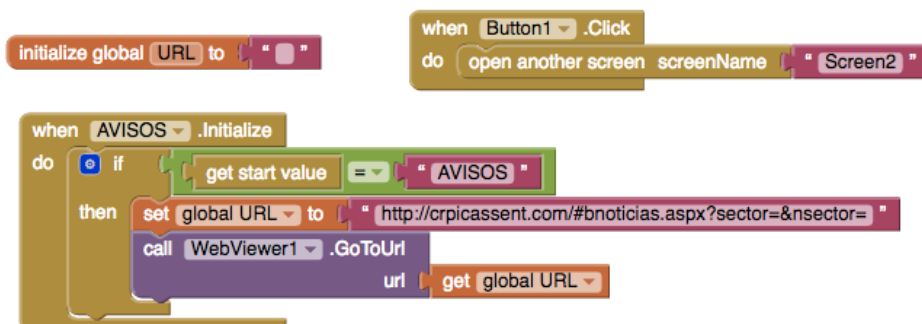 initialize global URL to " "
when Button1 .Click
do open another screen screenName " Screen2 "
when AVISOS .Initialize
do if get start value = " AVISOS "
then set global URL to " http://crpicassent.com/#bnoticias.aspx?sector=&nsector= "
call WebViewer1 .GoToUrl
url get global URL